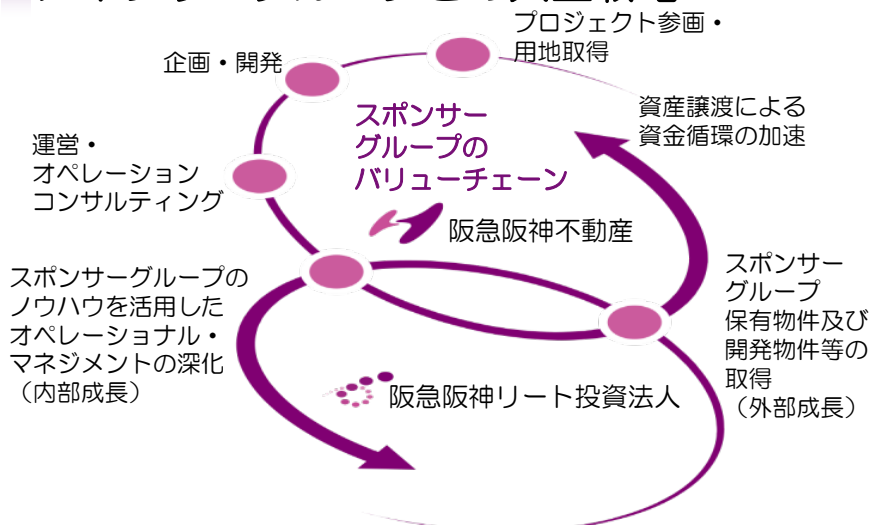 プロジェクト参画・
用地取得
企画・開発
スポンサー
グループの
バリューチェーン
資産譲渡による
資金循環の加速
運営・
オペレーション
コンサルティング
阪急阪神不動産
スポンサーグループの
ノウハウを活用した
オペレーショナル・
マネジメントの深化
（内部成長）
スポンサー
グループ
保有物件及び
開発物件等の
取得
（外部成長）
阪急阪神リート投資法人